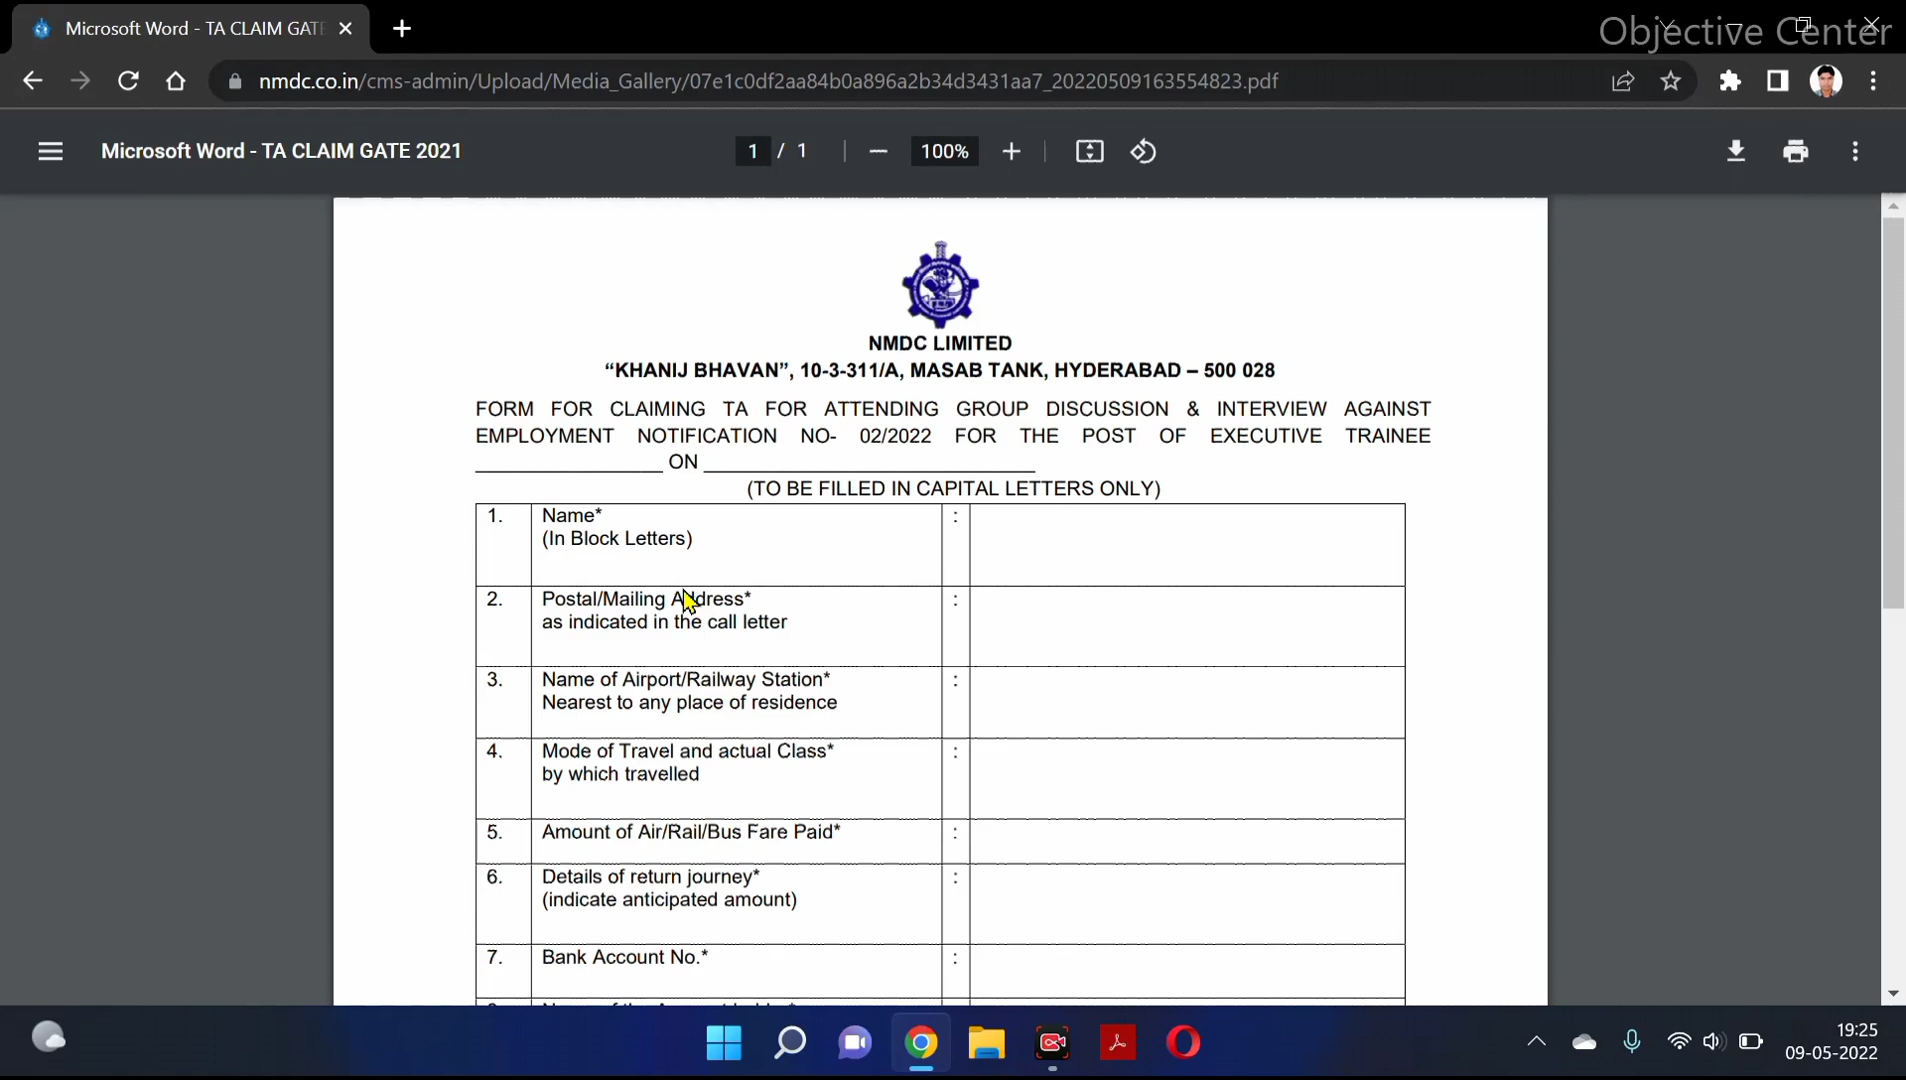 Microsoft Word - TA CLAIM GATE
Objective Center
nmdc.co.in/cms-admin/Upload/Media_Gallery/07e1c0df2aa84b0a896a2b34d3431aa7_20220509163554823.pdf
Microsoft Word - TA CLAIM GATE 2021
1 / 1
100%
NMDC LIMITED
“KHANIJ BHAVAN”, 10-3-311/A, MASAB TANK, HYDERABAD – 500 028
FORM FOR CLAIMING TA FOR ATTENDING GROUP DISCUSSION & INTERVIEW AGAINST
EMPLOYMENT NOTIFICATION NO- 02/2022 FOR THE POST OF EXECUTIVE TRAINEE
_________________ ON ______________________________
(TO BE FILLED IN CAPITAL LETTERS ONLY)
1. Name* :
(In Block Letters)
2. Postal/Mailing Address* :
as indicated in the call letter
3. Name of Airport/Railway Station* :
Nearest to any place of residence
4. Mode of Travel and actual Class* :
by which travelled
5. Amount of Air/Rail/Bus Fare Paid* :
6. Details of return journey* :
(indicate anticipated amount)
7. Bank Account No.* :
19:25
09-05-2022